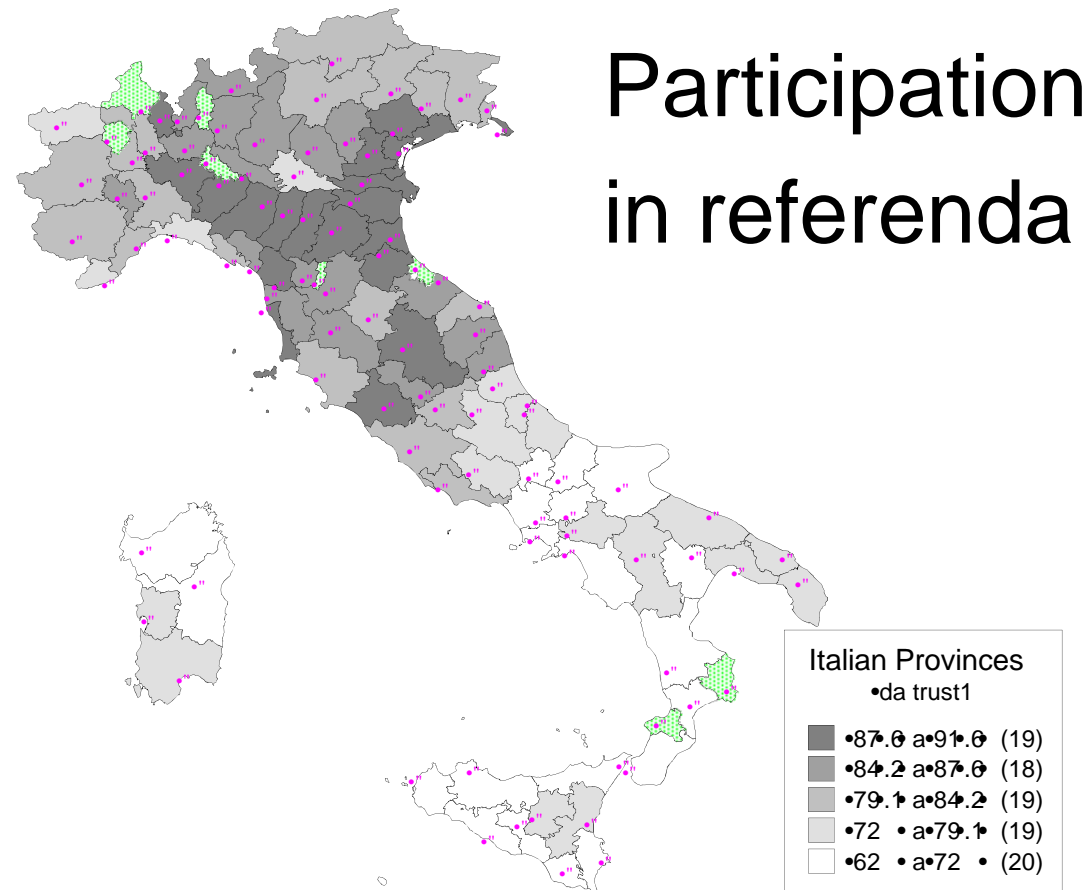 Participation
in referenda
Italian Provinces
•da trust1
•87.6 a•91.6 (19)
•84.2 a•87.6 (18)
•79.1 a•84.2 (19)
•72 a•79.1 (19)
•62 a•72 (20)